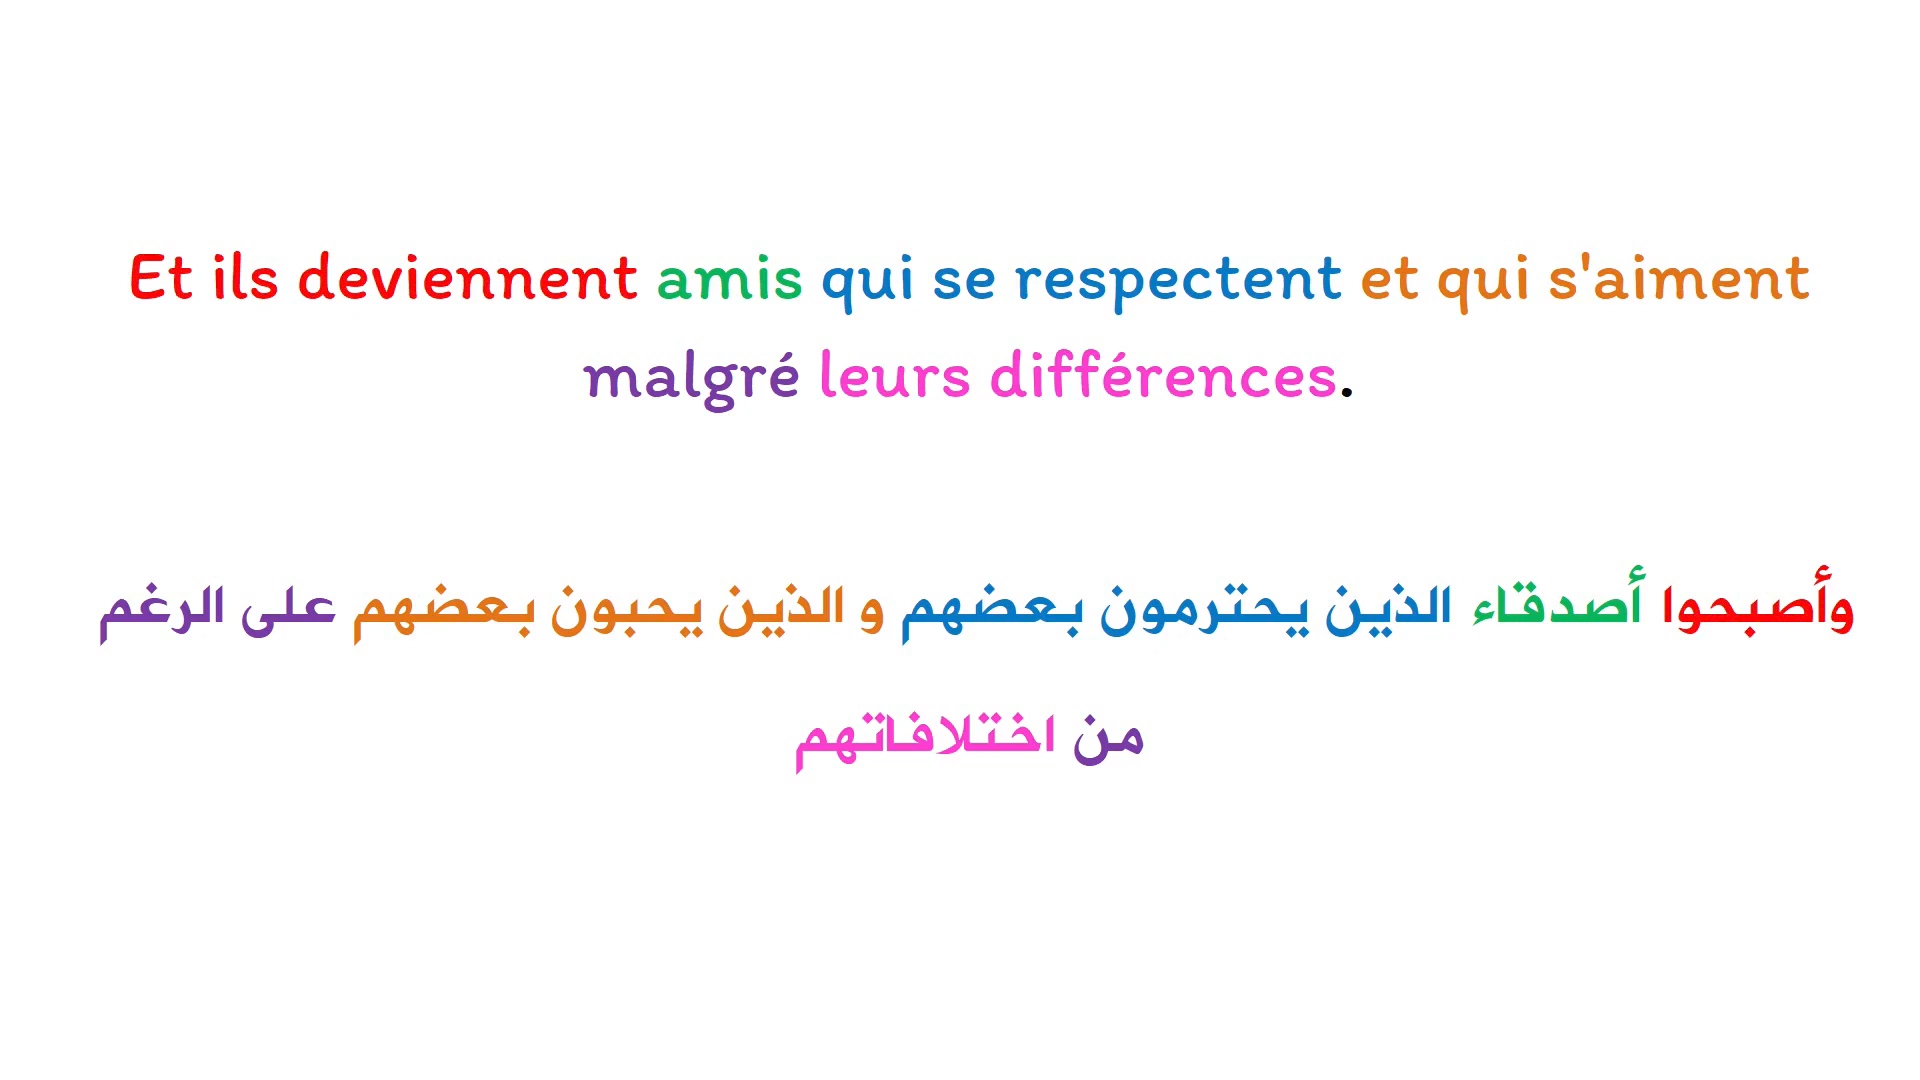 Et ils deviennent amis qui se respectent et qui s'aiment
malgré leurs différences.
وأصبحوا أصدقاء الذين يحترمون بعضهم و الذين يحبون بعضهم على الرغم
من اختلافاتهم